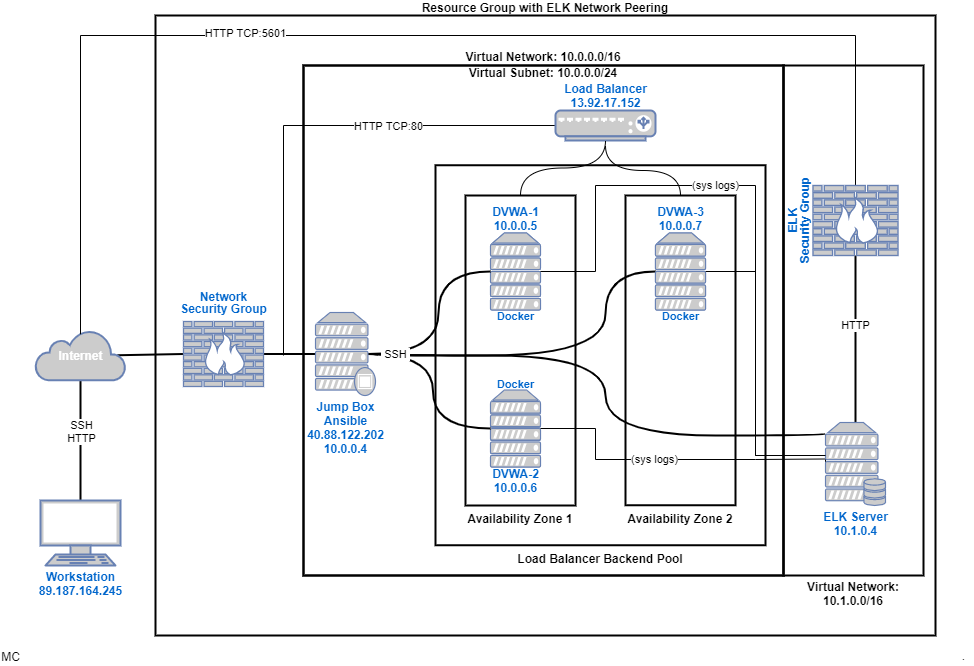 Resource Group with ELK Network Peering
HTTP TCP:5601
Virtual Network: 10.0.0.0/16
Virtual Subnet: 10.0.0.0/24
Load Balancer
13.92.17.152
HTTP TCP:80
(sys logs)
DVWA-1
10.0.0.5
Docker
DVWA-3
10.0.0.7
Docker
ELK
Security Group
Network
Security Group
Internet
SSH
HTTP
SSH
HTTP
Jump Box
Ansible
40.88.122.202
10.0.0.4
Docker
DVWA-2
10.0.0.6
(sys logs)
Availability Zone 1
Availability Zone 2
ELK Server
10.1.0.4
Load Balancer Backend Pool
Workstation
89.187.164.245
Virtual Network:
10.1.0.0/16
MC